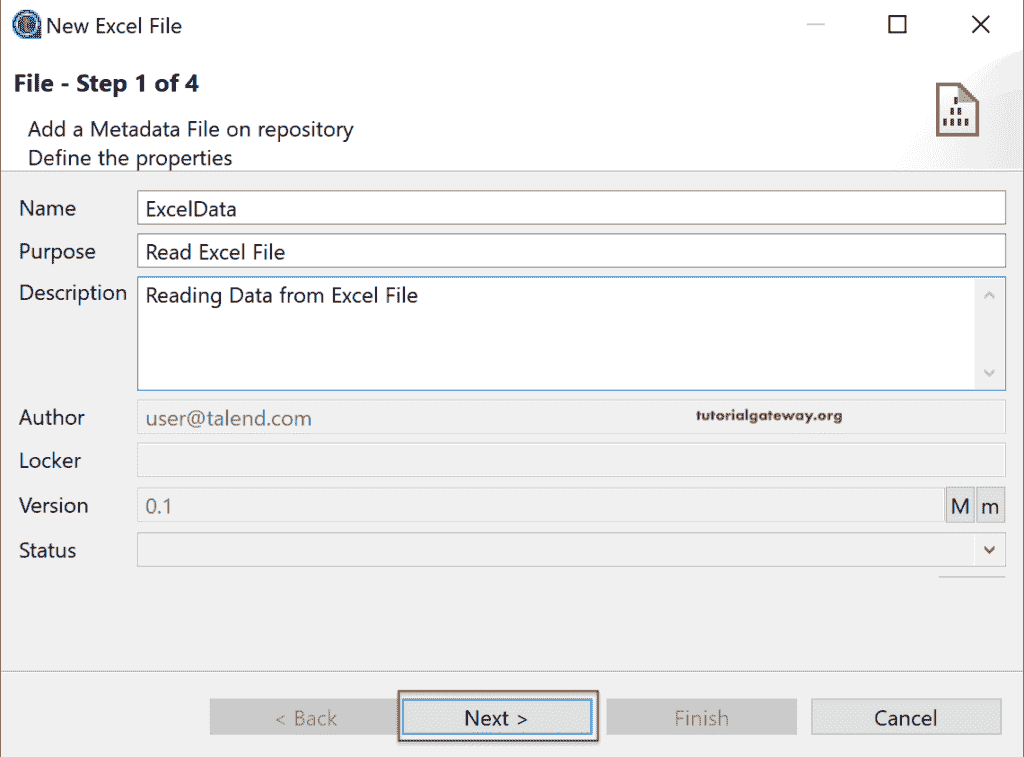 New Excel File
File - Step 1 of 4
Add a Metadata File on repository
Define the properties
Name ExcelData
Purpose Read Excel File
Description Reading Data from Excel File
Author user@talend.com tutorialgateway.org
Locker
Version 0.1 M m
Status
< Back Next > Finish Cancel